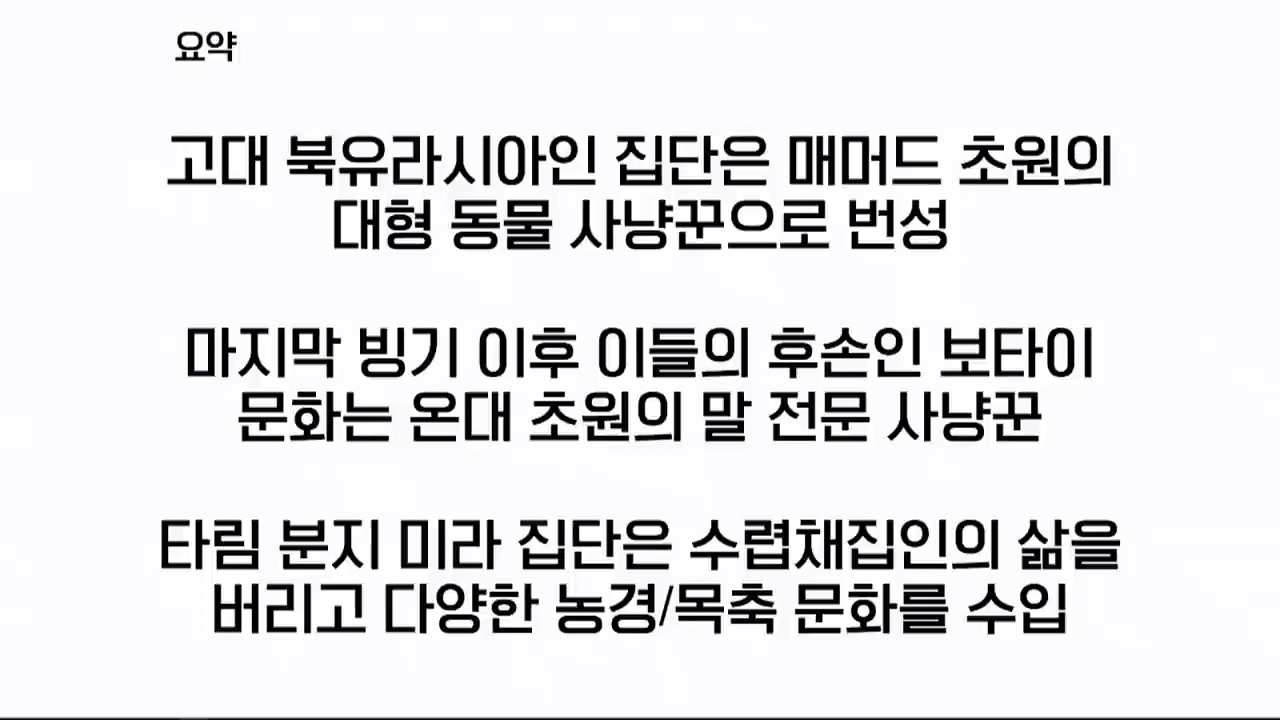 요약
고대 북유라시아인 집단은 매머드 초원의
대형 동물 사냥꾼으로 번성
마지막 빙기 이후 이들의 후손인 보타이
문화는 온대 초원의 말 전문 사냥꾼
타림 분지 미라 집단은 수렵채집인의 삶을
버리고 다양한 농경/목축 문화를 수입